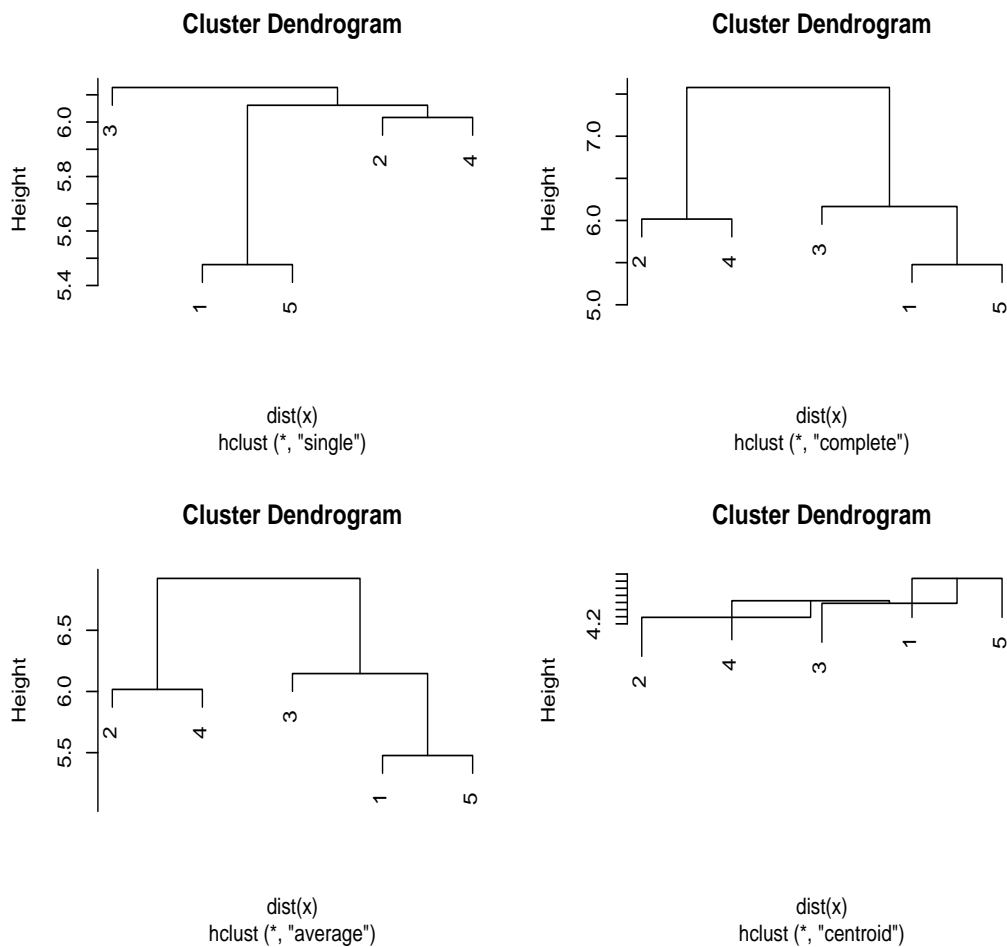 Cluster Dendrogram
Height
5.4 5.6 5.8 6.0
3
1
5
2
4
dist(x)
hclust (*, "single")
Cluster Dendrogram
Height
5.0 6.0 7.0
2
4
3
1
5
dist(x)
hclust (*, "complete")
Cluster Dendrogram
Height
5.5 6.0 6.5
2
4
3
1
5
dist(x)
hclust (*, "average")
Cluster Dendrogram
Height
4.2
2
4
3
1
5
dist(x)
hclust (*, "centroid")